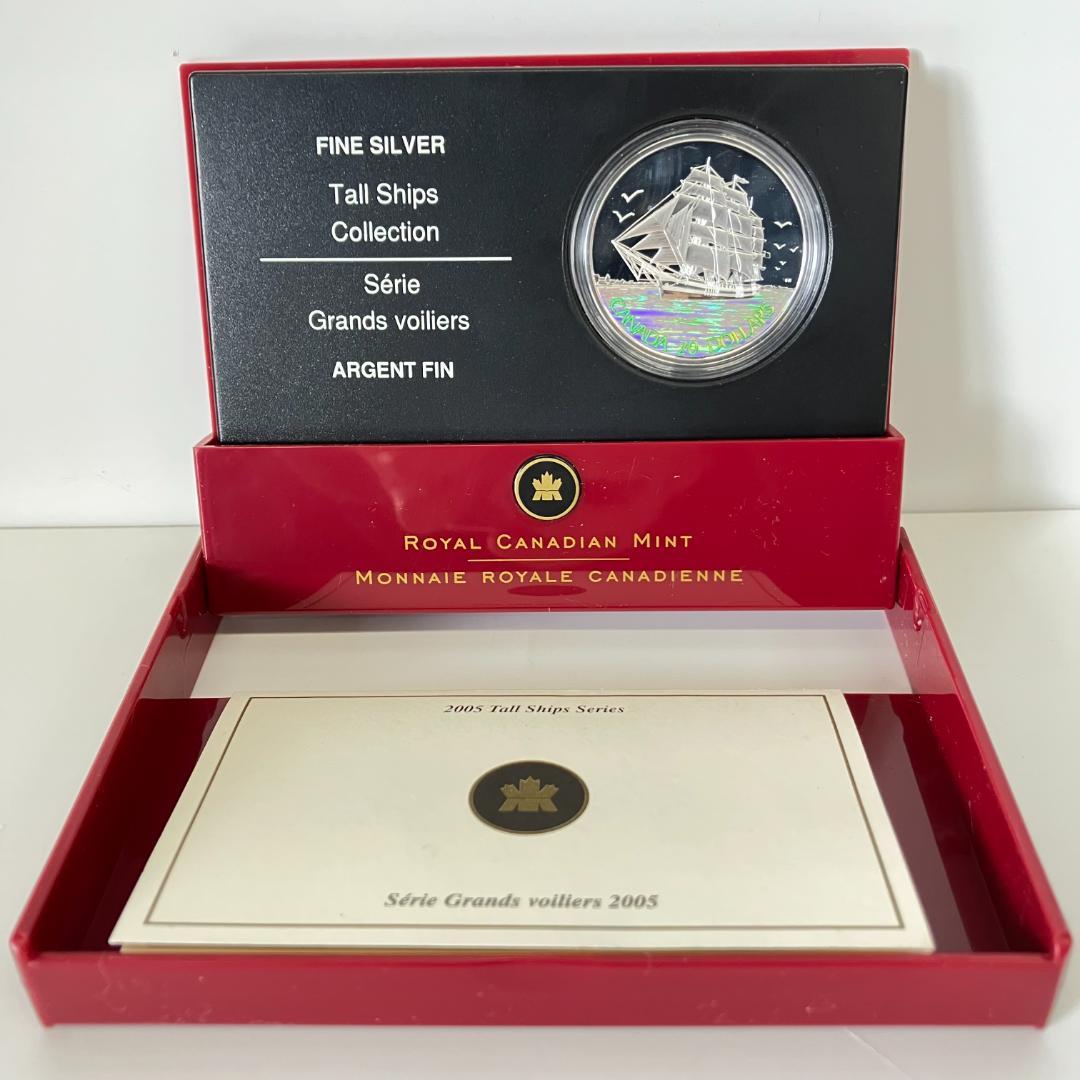 FINE SILVER
Tall Ships
Collection
Série
Grands voiliers
ARGENT FIN
CANADA 20 DOLLARS
ROYAL CANADIAN MINT
MONNAIE ROYALE CANADIENNE
2005 Tall Ships Series
Série Grands voiliers 2005